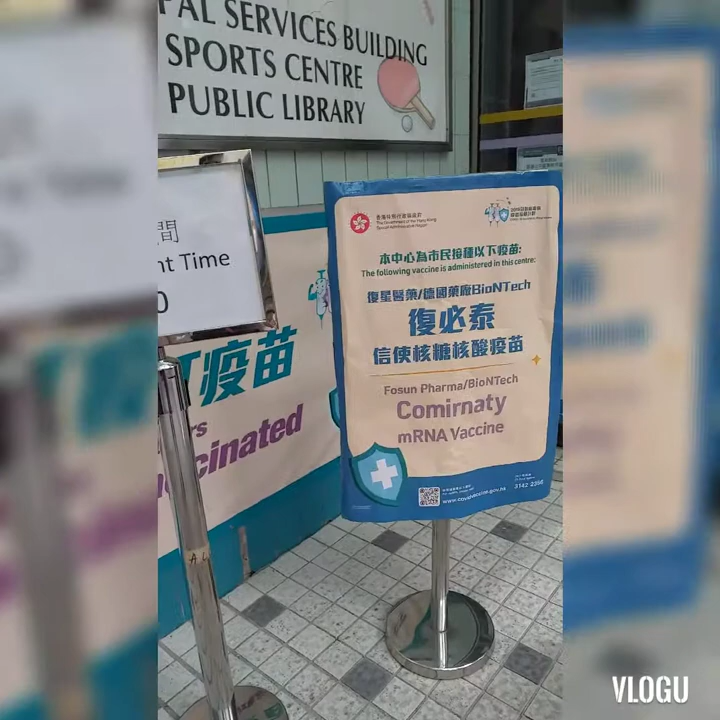 PAL SERVICES BUILDING
SPORTS CENTRE
PUBLIC LIBRARY
間
nt Time
0
香港特別行政區政府
The Government of the Hong Kong
Special Administrative Region
本中心為市民接種以下疫苗:
The following vaccine is administered in this centre:
復星醫藥/德國藥廠BioNTech
復必泰
信使核糖核酸疫苗
Fosun Pharma/BioNTech
Comirnaty
mRNA Vaccine
www.covidvaccine.gov.hk
3142 2366
疫苗
rs
ccinated
VLOGU